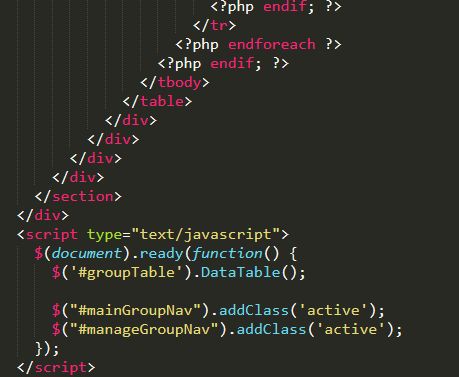 <?php endif; ?>
</tr>
<?php endforeach ?>
<?php endif; ?>
</tbody>
</table>
</div>
</div>
</div>
</div>
</section>
</div>
<script type="text/javascript">
$(document).ready(function() {
$('#groupTable').DataTable();
$("#mainGroupNav").addClass('active');
$("#manageGroupNav").addClass('active');
});
</script>